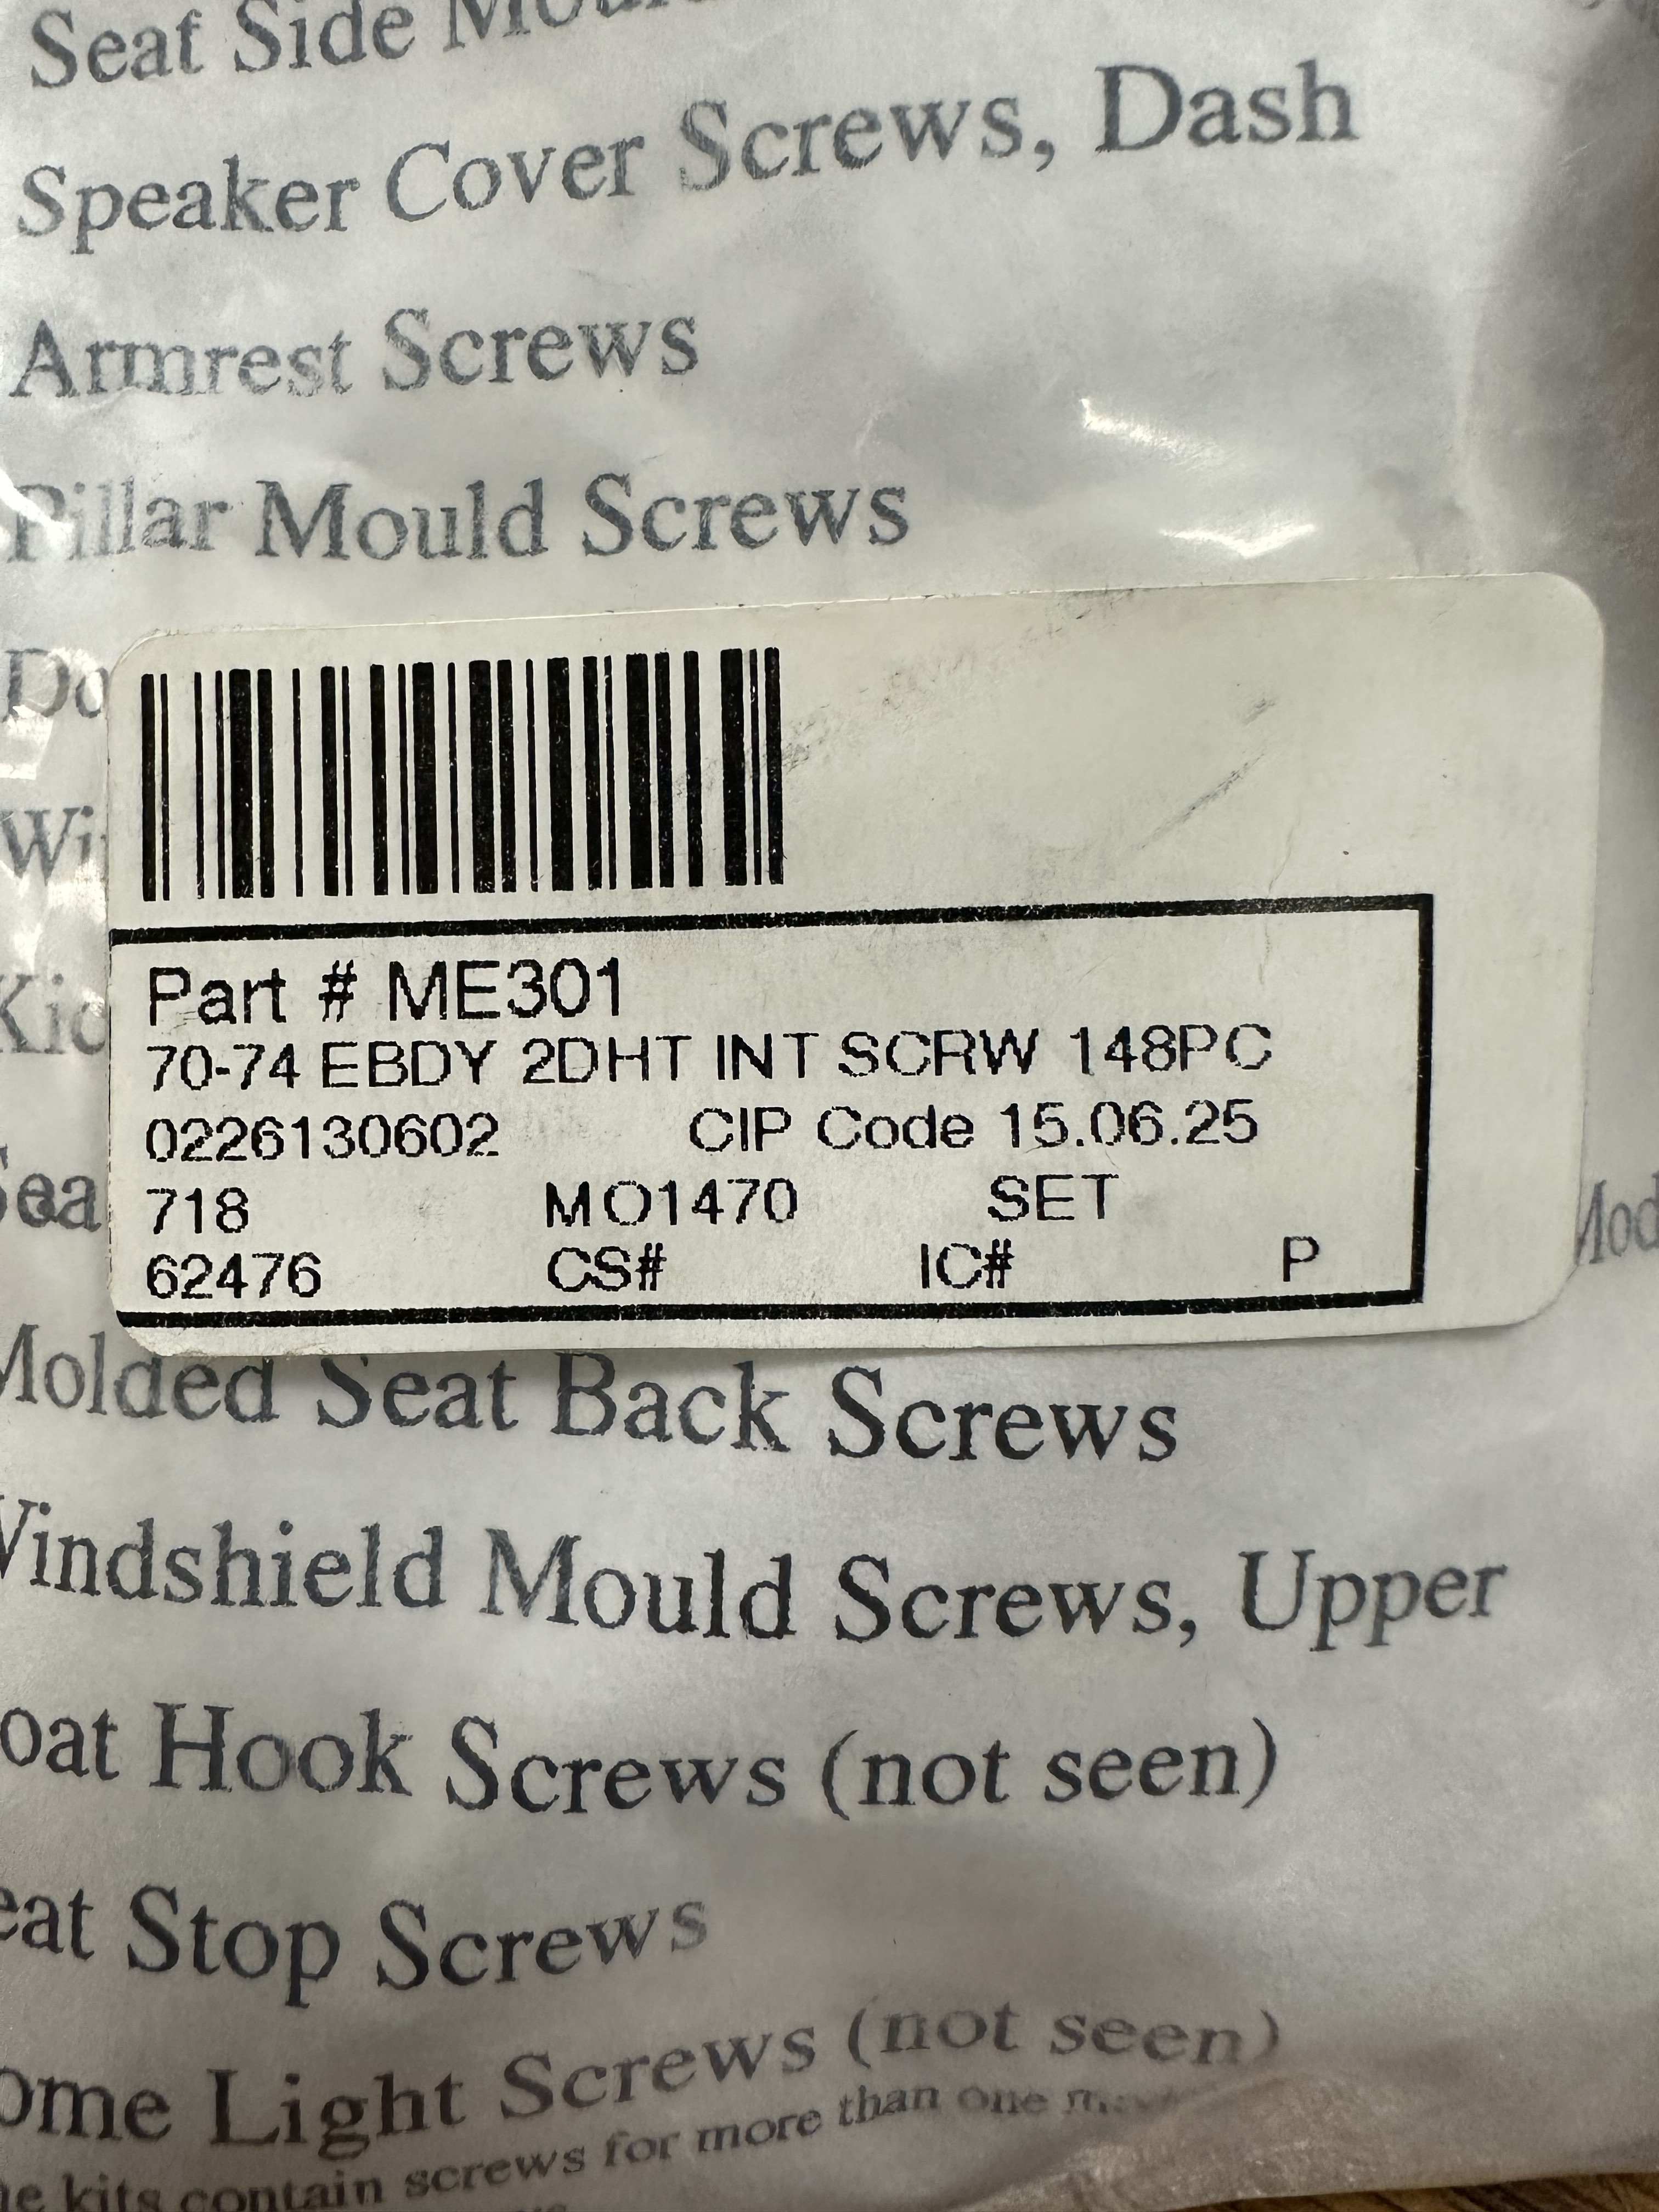 Seat Side
Speaker Cover Screws, Dash
Armrest Screws
Pillar Mould Screws
Part # ME301
70-74 EBDY 2DHT INT SCRW 148PC
0226130602 CIP Code 15.06.25
718 MO1470 SET
62476 CS# IC# P
Molded Seat Back Screws
Windshield Mould Screws, Upper
oat Hook Screws (not seen)
eat Stop Screws
ome Light Screws (not seen)
kits contain screws for more than one